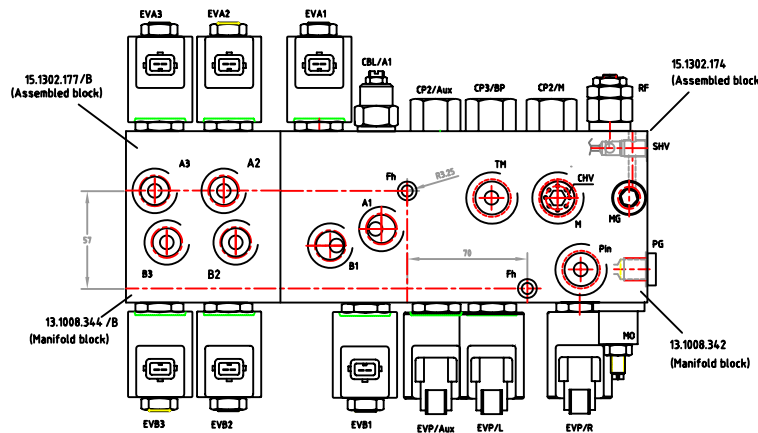 EVA3
EVA2
EVA1
CBL/A1
15.1302.177/B
(Assembled block)
CP2/Aux
CP3/BP
CP2/M
RF
15.1302.174
(Assembled block)
SHV
A3
A2
Fh
R3.25
TM
CHV
M
MG
A1
57
B3
B2
B1
70
Fh
Pin
PG
13.1008.344 /B
(Manifold block)
13.1008.342
(Manifold block)
MO
EVB3
EVB2
EVB1
EVP/Aux
EVP/L
EVP/R